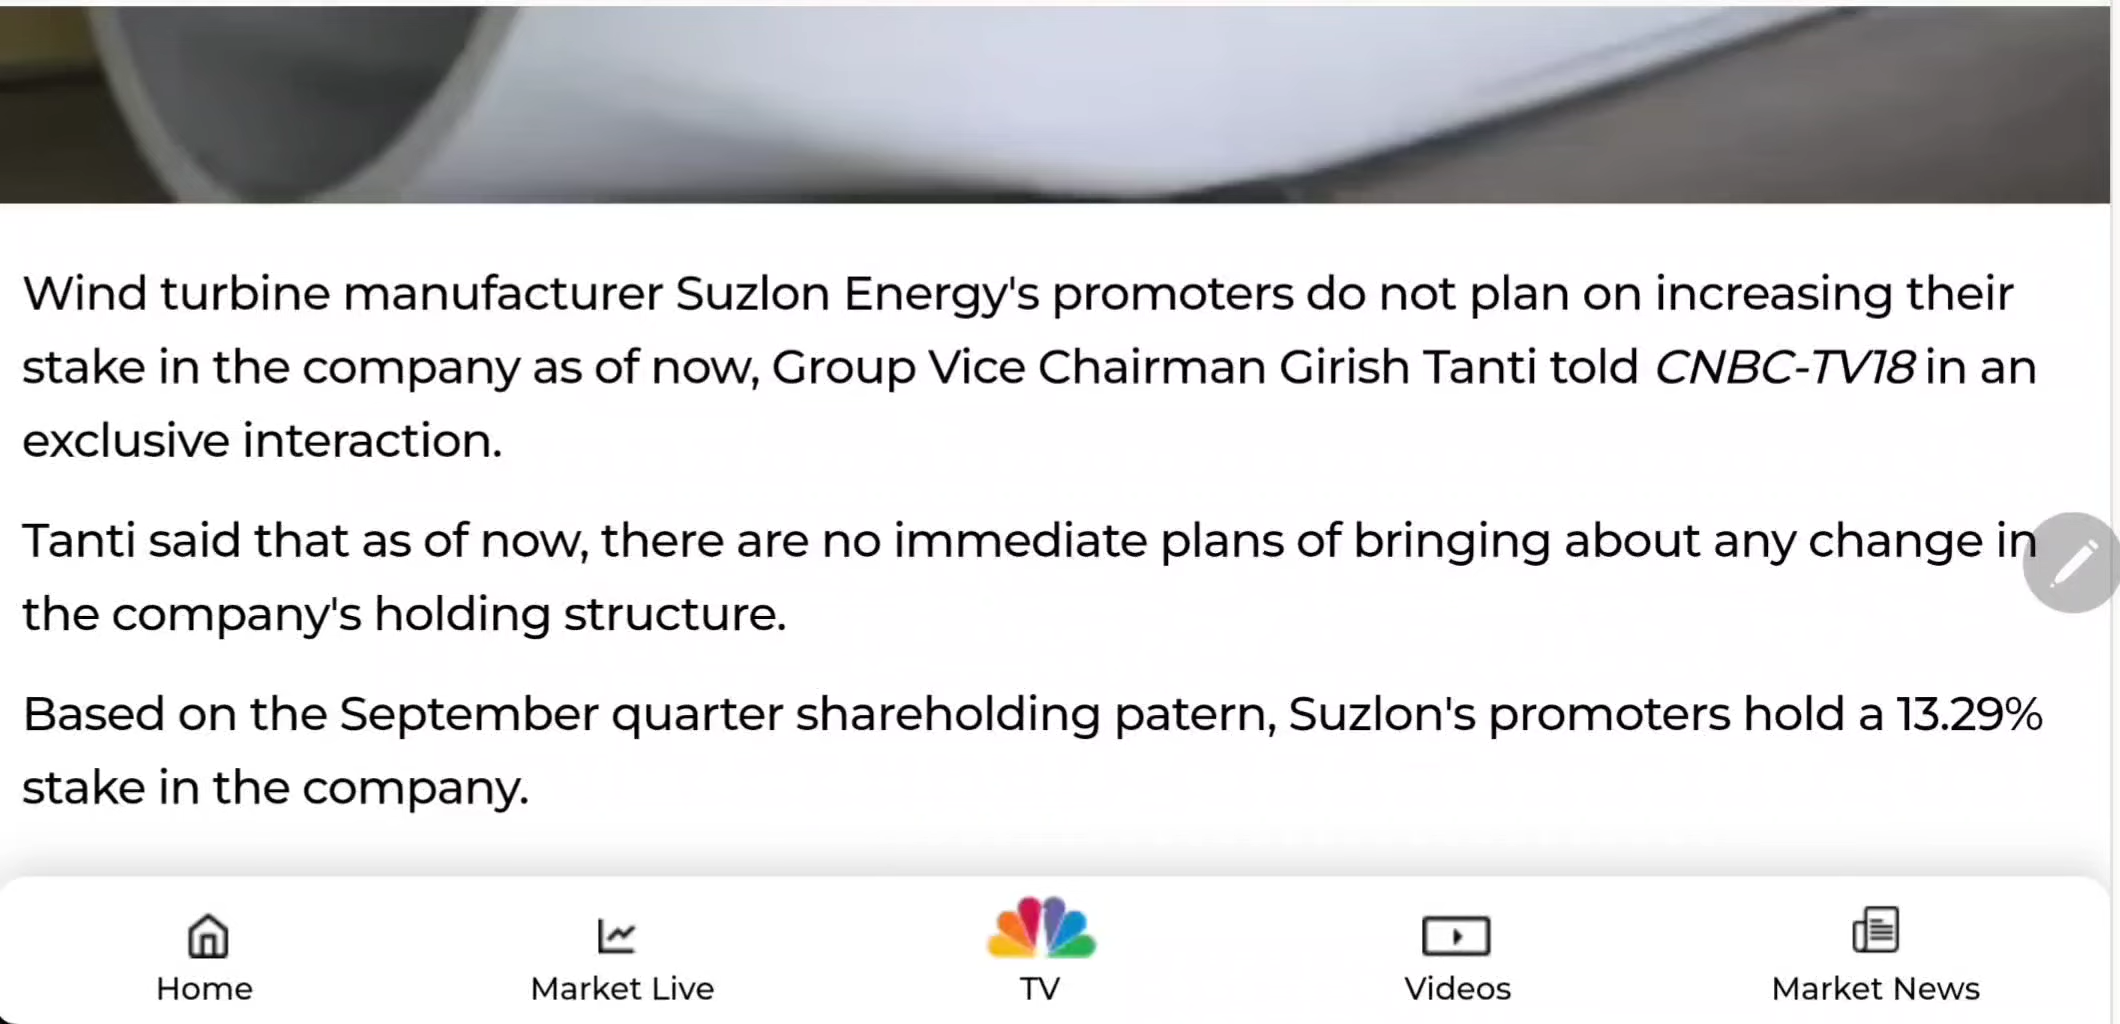 Wind turbine manufacturer Suzlon Energy's promoters do not plan on increasing their
stake in the company as of now, Group Vice Chairman Girish Tanti told CNBC-TV18 in an
exclusive interaction.
Tanti said that as of now, there are no immediate plans of bringing about any change in
the company's holding structure.
Based on the September quarter shareholding patern, Suzlon's promoters hold a 13.29%
stake in the company.
Home
Market Live
TV
Videos
Market News